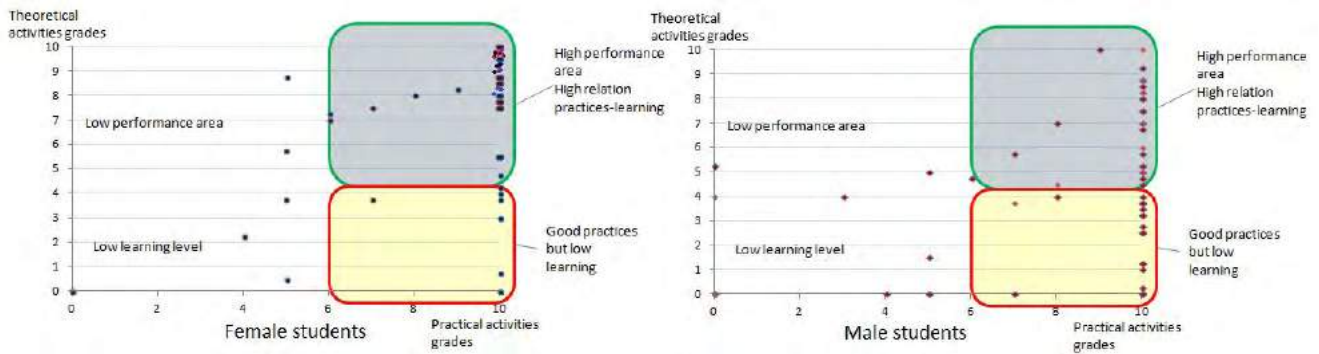 Theoretical
activities grades
10
9
8
7
6
5
4
3
2
1
0
0
2
4
6
8
10
Low performance area
Low learning level
High performance
area
High relation
practices-learning
Good practices
but low
learning
Female students
Practical activities
grades
Theoretical
activities grades
10
9
8
7
6
5
4
3
2
1
0
0
2
4
6
8
10
Low performance area
Low learning level
High performance
area
High relation
practices-learning
Good practices
but low
learning
Male students
Practical activities
grades